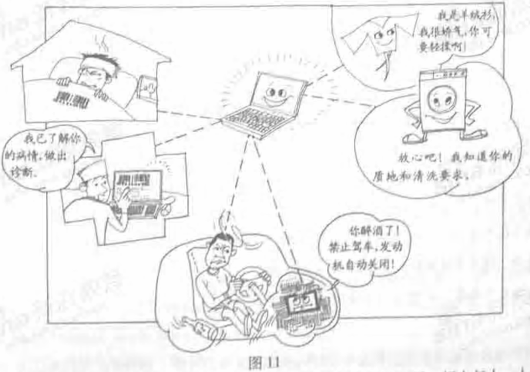 我是羊绒衫,
我很娇气,你可
要轻揉啊!
我已了解你
的病情,做出
诊断。
放心吧!我知道你的
质地和清洗要求。
你醉酒了!
禁止驾车,发动
机自动关闭!
图 1.1